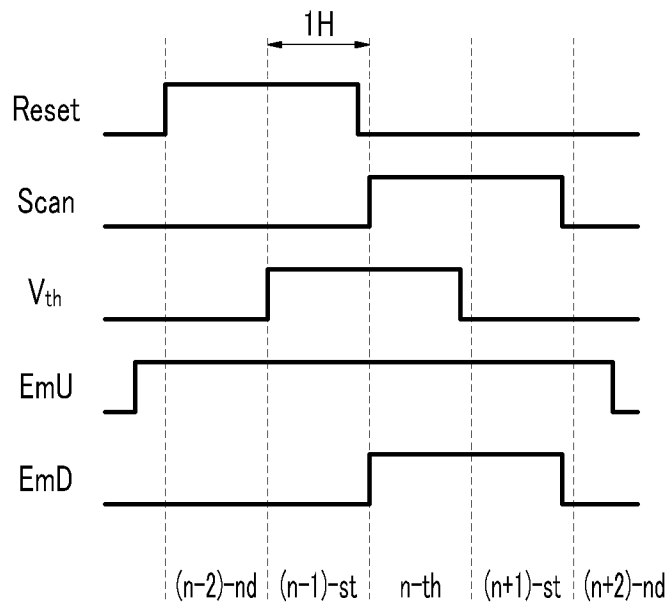 1H
Reset
Scan
Vth
EmU
EmD
(n-2)-nd (n-1)-st n-th (n+1)-st (n+2)-nd